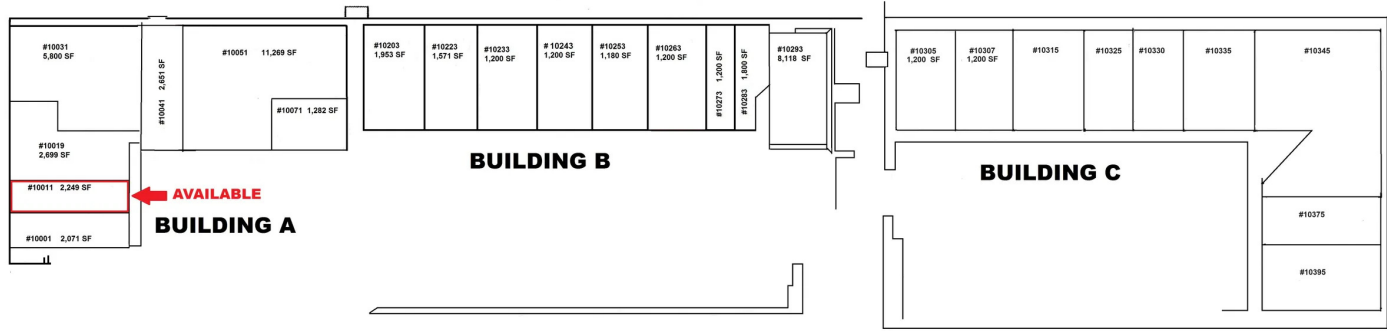 #10031
5,800 SF
#10041 2,651 SF
#10051 11,269 SF
#10071 1,282 SF
#10019
2,699 SF
#10011 2,249 SF
AVAILABLE
#10001 2,071 SF
BUILDING A
#10203
1,953 SF
#10223
1,571 SF
#10233
1,200 SF
# 10243
1,200 SF
#10253
1,180 SF
#10263
1,200 SF
#10273 1,200 SF
#10283 1,800 SF
#10293
8,118 SF
BUILDING B
#10305
1,200 SF
#10307
1,200 SF
#10315
#10325
#10330
#10335
#10345
BUILDING C
#10375
#10395